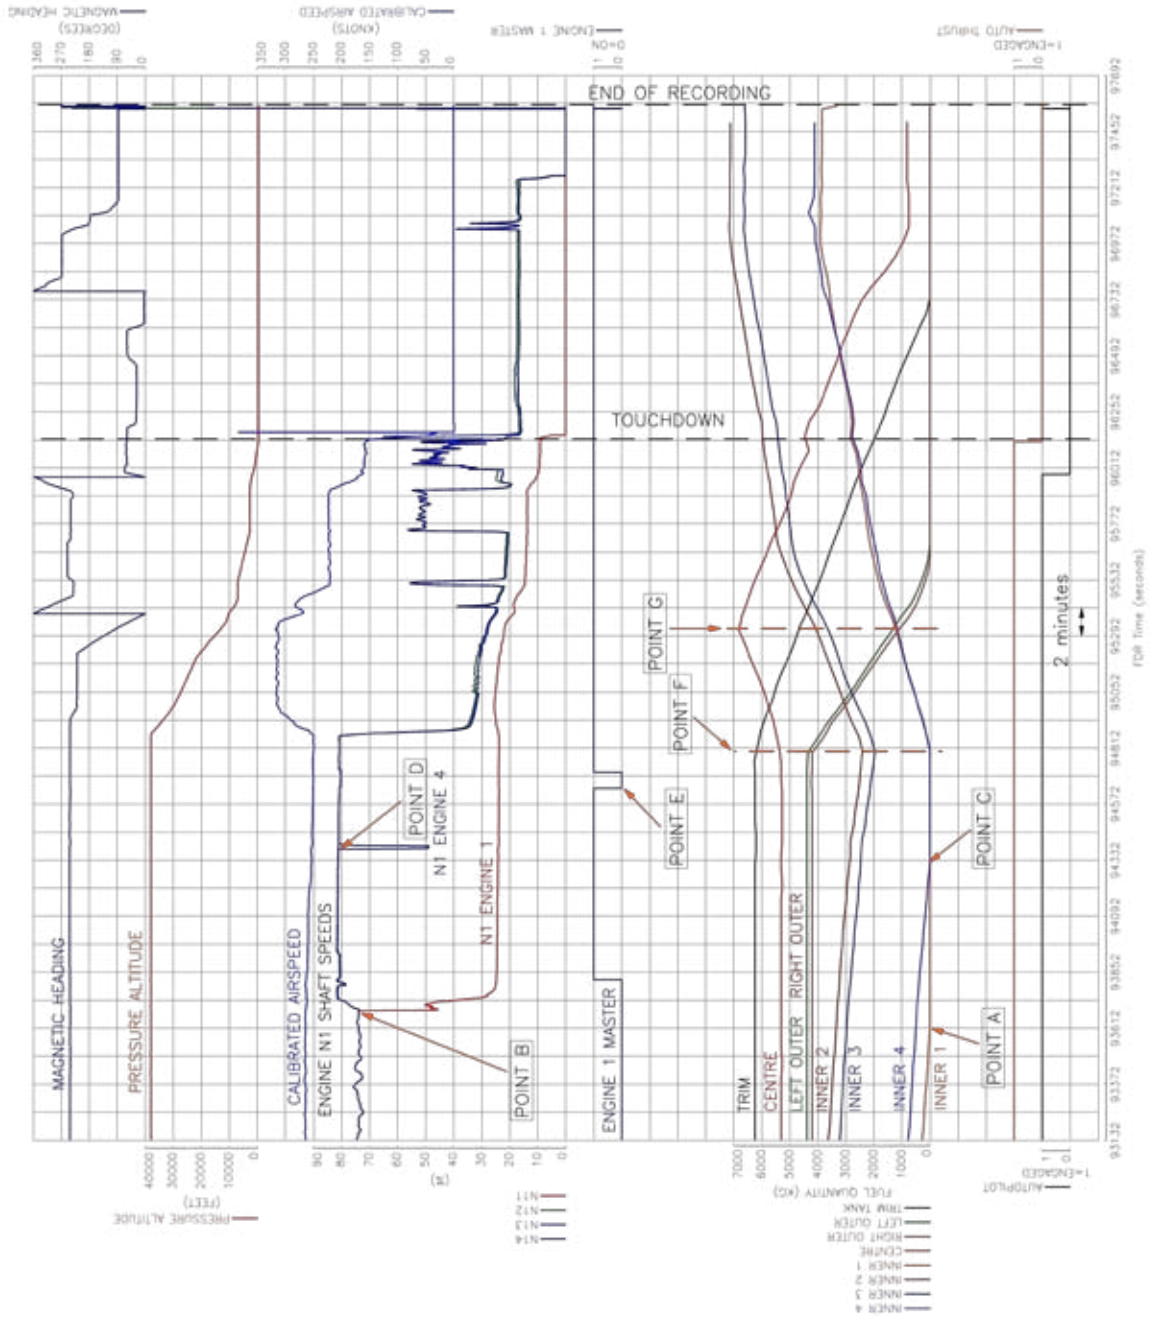 MAGNETIC HEADING
(DEGREES)
360
270
180
90
0
CALIBRATED AIRSPEED
(KNOTS)
350
300
250
200
150
100
50
0
ENGINE 1 MASTER
0=ON
1
0
AUTO THRUST
1=ENGAGED
1
0
END OF RECORDING
TOUCHDOWN
MAGNETIC HEADING
PRESSURE ALTITUDE
CALIBRATED AIRSPEED
ENGINE N1 SHAFT SPEEDS
POINT D
N1 ENGINE 4
N1 ENGINE 1
POINT B
ENGINE 1 MASTER
POINT G
POINT F
POINT E
POINT C
POINT A
TRIM
CENTRE
LEFT OUTER RIGHT OUTER
INNER 2
INNER 3
INNER 4
INNER 1
2 minutes
97692
97452
97212
96972
96732
96492
96252
96012
95772
95532
95292
95052
94812
94572
94332
94092
93852
93612
93372
93132
FDR Time (seconds)
40000
30000
20000
10000
0
(FEET)
PRESSURE ALTITUDE
90
80
70
60
50
40
30
20
10
0
N11
N12
N13
N14
7000
6000
5000
4000
3000
2000
1000
0
FUEL QUANTITY (KG)
TRIM TANK
LEFT OUTER
RIGHT OUTER
CENTRE
INNER 1
INNER 2
INNER 3
INNER 4
1
1=ENGAGED
AUTOPILOT